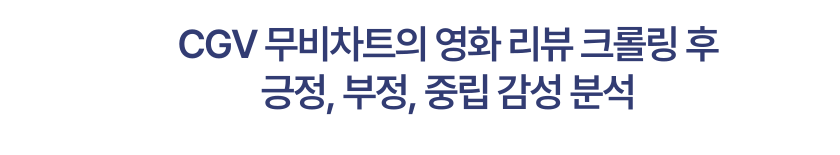 CGV 무비차트의 영화 리뷰 크롤링 후
긍정, 부정, 중립 감성 분석